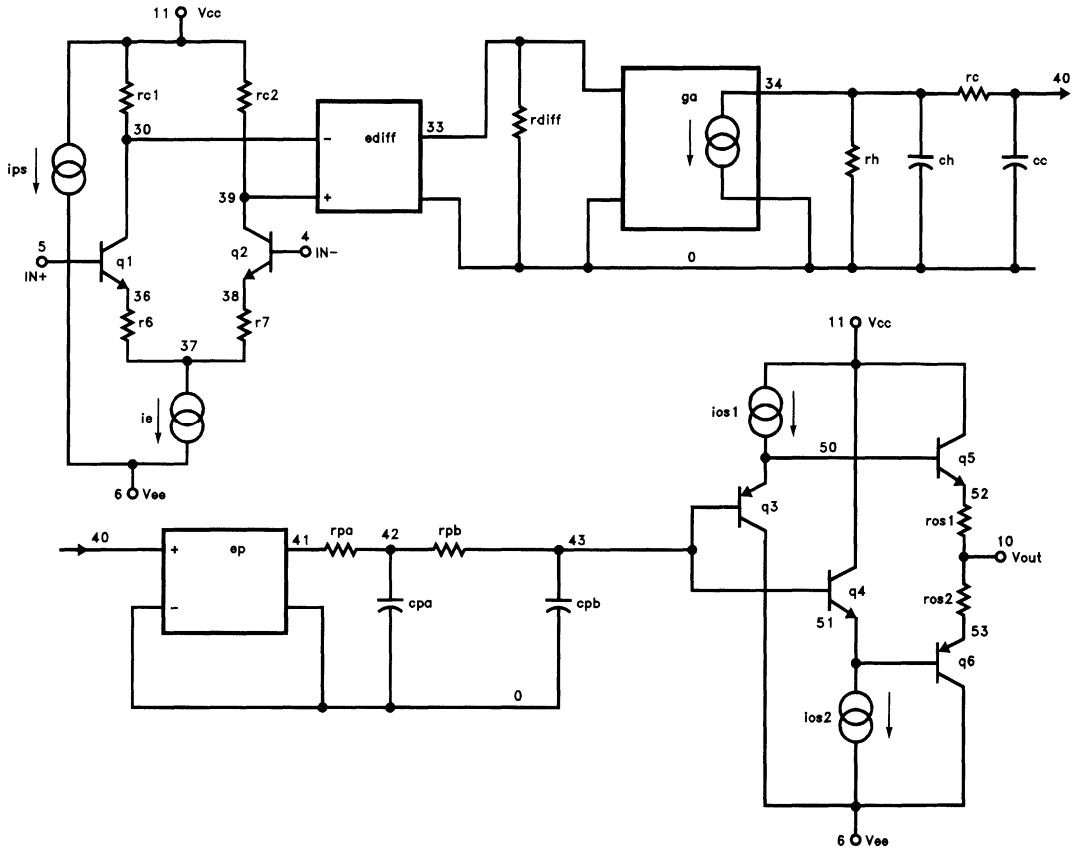 11 Vcc
rc1
rc2
30
ediff
-
+
33
rdiff
ga
34
rc
40
rh
ch
cc
ips
39
5
IN+
q1
q2
4
IN-
36
38
r6
r7
37
0
ie
6 Vee
11 Vcc
ios1
50
q5
q3
52
ros1
10
Vout
40
+
ep
-
41
rpa
42
rpb
43
cpa
cpb
q4
51
ros2
53
q6
0
ios2
6 Vee